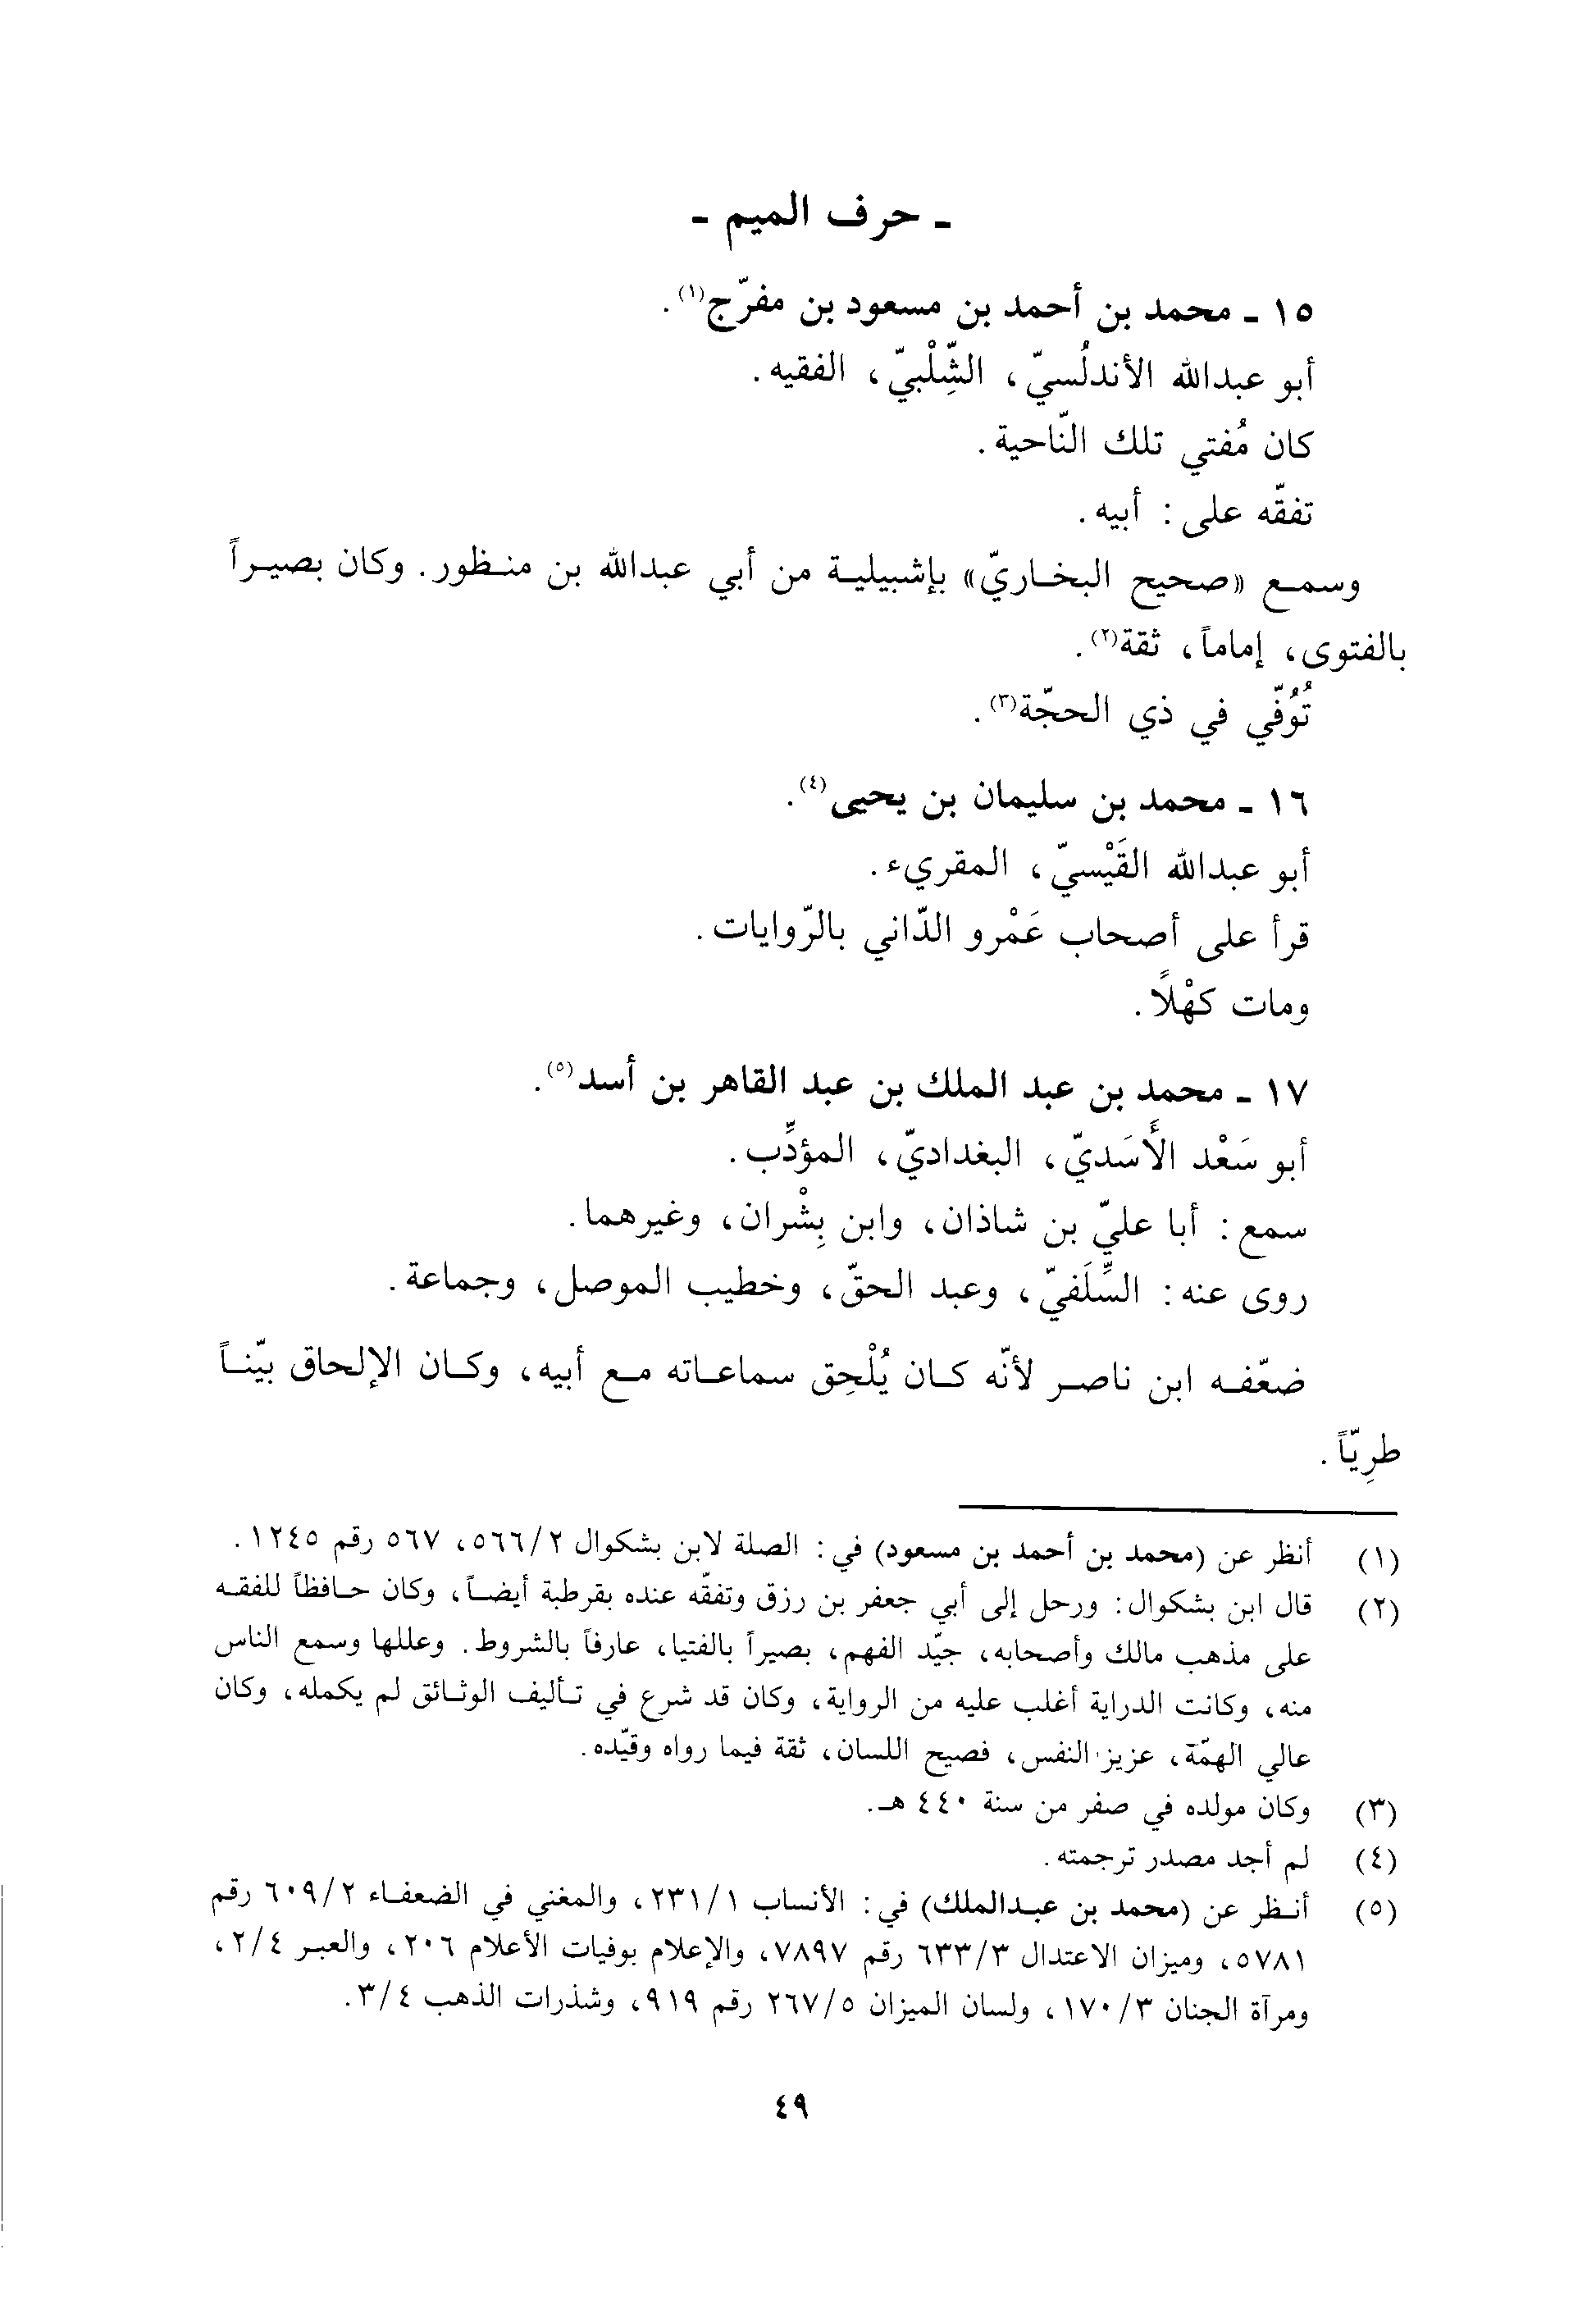 ـ حرف الميم ـ
١٥ ـ محمد بن أحمد بن مسعود بن مفرّج(١).
أبو عبدالله الأندلُسيّ، الشِّلْبيّ، الفقيه.
كان مُفتي تلك النّاحية.
تفقّه على: أبيه.
وسمع «صحيح البخاريّ» بإشبيلية من أبي عبدالله بن منظور. وكان بصيراً
بالفتوى، إماماً، ثقة(٢).
تُوُفّي في ذي الحجّة(٣).
١٦ ـ محمد بن سليمان بن يحيى(٤).
أبو عبدالله القَيْسيّ، المقريء.
قرأ على أصحاب عَمْرو الدّاني بالرّوايات.
ومات كهْلاً.
١٧ ـ محمد بن عبد الملك بن عبد القاهر بن أسد(٥).
أبو سَعْد الأَسَديّ، البغداديّ، المؤدِّب.
سمع: أبا عليّ بن شاذان، وابن بِشْران، وغيرهما.
روى عنه: السِّلَفيّ، وعبد الحقّ، وخطيب الموصل، وجماعة.
ضعّفه ابن ناصر لأنّه كان يُلْحِق سماعاته مع أبيه، وكان الإلحاق بيّناً
طرِيّاً.
(١) أنظر عن (محمد بن أحمد بن مسعود) في: الصلة لابن بشكوال ٥٦٦/٢، ٥٦٧ رقم ١٢٤٥.
(٢) قال ابن بشكوال: ورحل إلى أبي جعفر بن رزق وتفقّه عنده بقرطبة أيضاً، وكان حافظاً للفقه
على مذهب مالك وأصحابه، جيّد الفهم، بصيراً بالفتيا، عارفاً بالشروط. وعللها وسمع الناس
منه، وكانت الدراية أغلب عليه من الرواية، وكان قد شرع في تأليف الوثائق لم يكمله، وكان
عالي الهمّة، عزيز النفس، فصيح اللسان، ثقة فيما رواه وقيّده.
(٣) وكان مولده في صفر من سنة ٤٤٠ هـ.
(٤) لم أجد مصدر ترجمته.
(٥) أنظر عن (محمد بن عبدالملك) في: الأنساب ٢٣١/١، والمغني في الضعفاء ٦٠٩/٢ رقم
٥٧٨١، وميزان الاعتدال ٦٣٣/٣ رقم ٧٨٩٧، والإعلام بوفيات الأعلام ٢٠٦، والعبر ٢/٤،
ومرآة الجنان ١٧٠/٣، ولسان الميزان ٢٦٧/٥ رقم ٩١٩، وشذرات الذهب ٣/٤.
٤٩